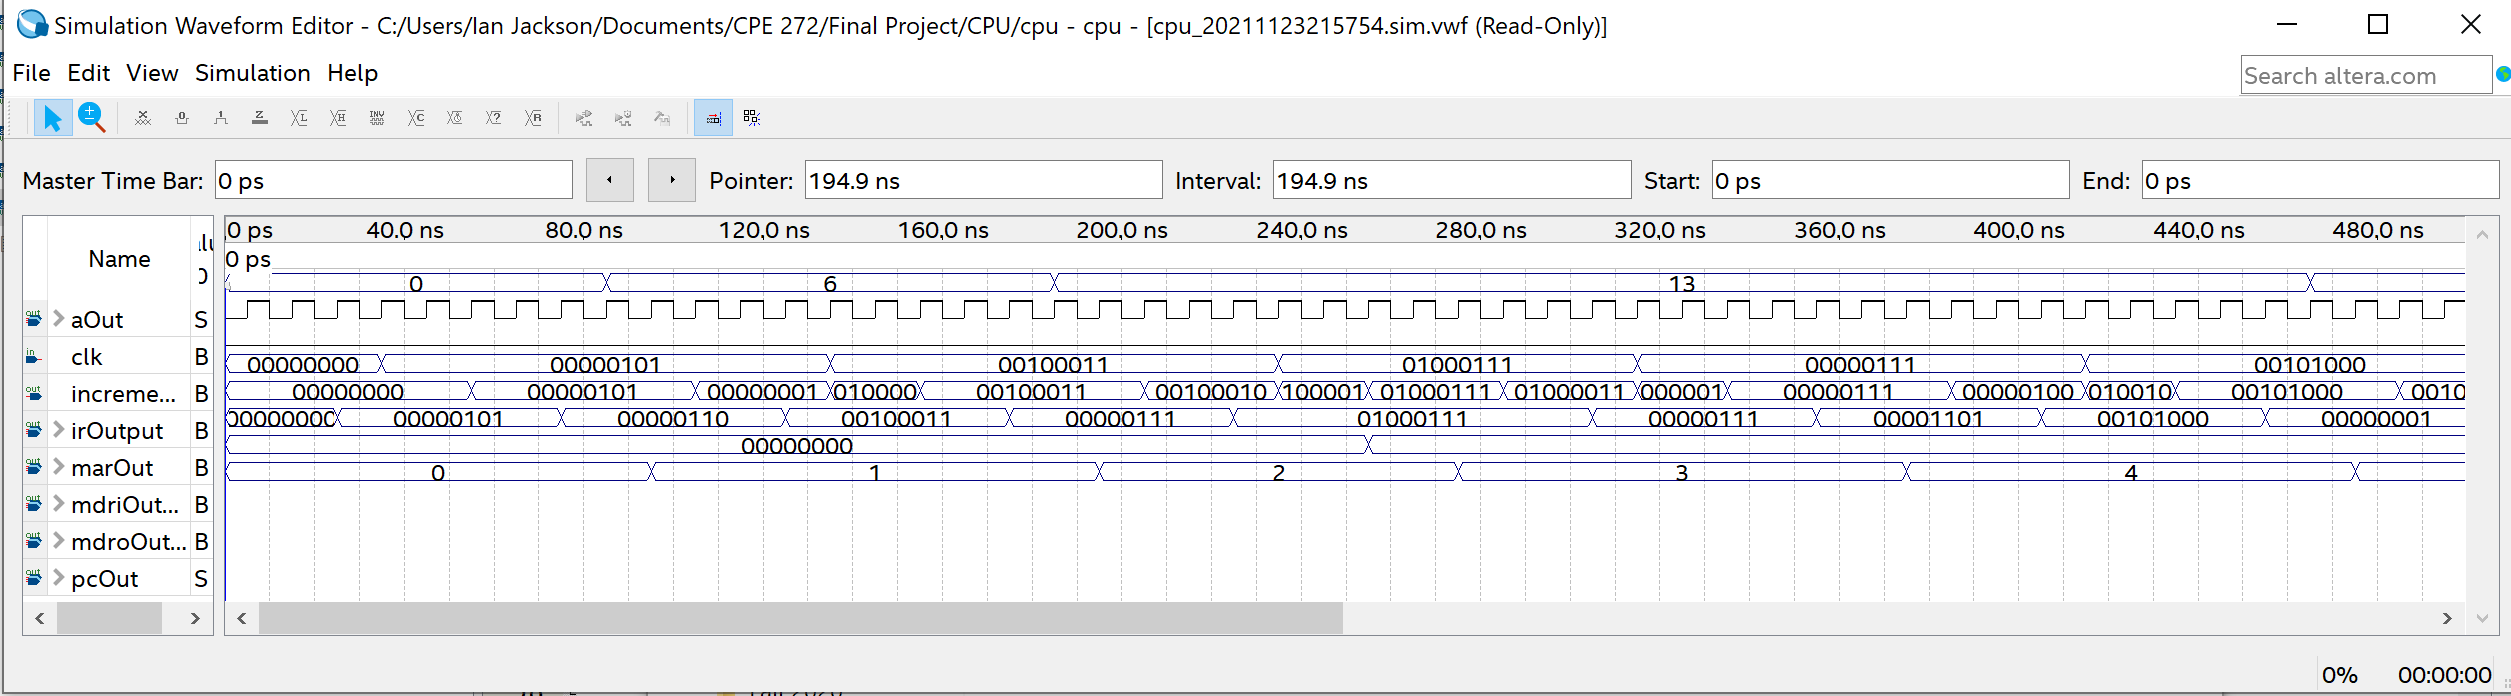 Simulation Waveform Editor - C:/Users/Ian Jackson/Documents/CPE 272/Final Project/CPU/cpu - cpu - [cpu_20211123215754.sim.vwf (Read-Only)]
File Edit View Simulation Help
Search altera.com
Master Time Bar: 0 ps Pointer: 194.9 ns Interval: 194.9 ns Start: 0 ps End: 0 ps
0 ps 40.0 ns 80.0 ns 120.0 ns 160.0 ns 200.0 ns 240.0 ns 280.0 ns 320.0 ns 360.0 ns 400.0 ns 440.0 ns 480.0 ns
Name
0 ps
0 6 13
aOut S
clk B
00000000 00000101 00100011 01000111 00000111 00101000
increme... B
00000000 00000101 00000001 010000 00100011 00100010 100001 01000111 01000011 000001 00000111 00000100 010010 00101000 0010
irOutput B
00000000 00000101 00000110 00100011 00000111 01000111 00000111 00001101 00101000 00000001
00000000
marOut B
0 1 2 3 4
mdriOut... B
mdroOut... B
pcOut S
0% 00:00:00